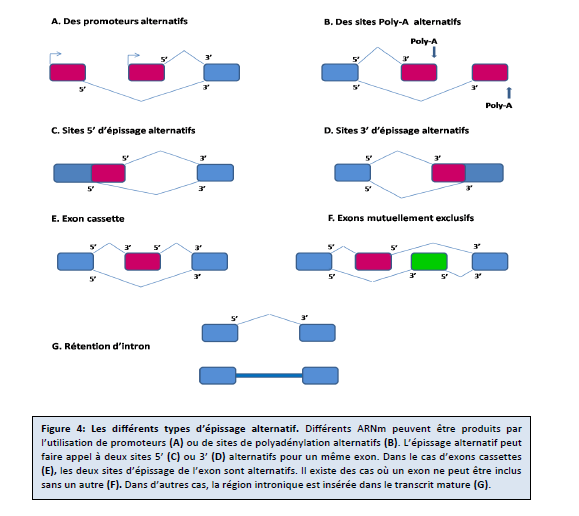 A. Des promoteurs alternatifs
B. Des sites Poly-A alternatifs
Poly-A
5’ 3’
5’ 3’
5’ 3’
5’ 3’
Poly-A
C. Sites 5’ d’épissage alternatifs
D. Sites 3’ d’épissage alternatifs
5’ 3’
5’ 3’
5’ 3’
5’ 3’
E. Exon cassette
F. Exons mutuellement exclusifs
5’ 3’ 5’ 3’
5’ 3’
5’ 5’ 3’
5’ 3’ 5’ 3’
5’ 3’
G. Rétention d’intron
Figure 4: Les différents types d’épissage alternatif. Différents ARNm peuvent être produits par
l’utilisation de promoteurs (A) ou de sites de polyadénylation alternatifs (B). L’épissage alternatif peut
faire appel à deux sites 5’ (C) ou 3’ (D) alternatifs pour un même exon. Dans le cas d’exons cassettes
(E), les deux sites d’épissage de l’exon sont alternatifs. Il existe des cas où un exon ne peut être inclus
sans un autre (F). Dans d’autres cas, la région intronique est insérée dans le transcrit mature (G).